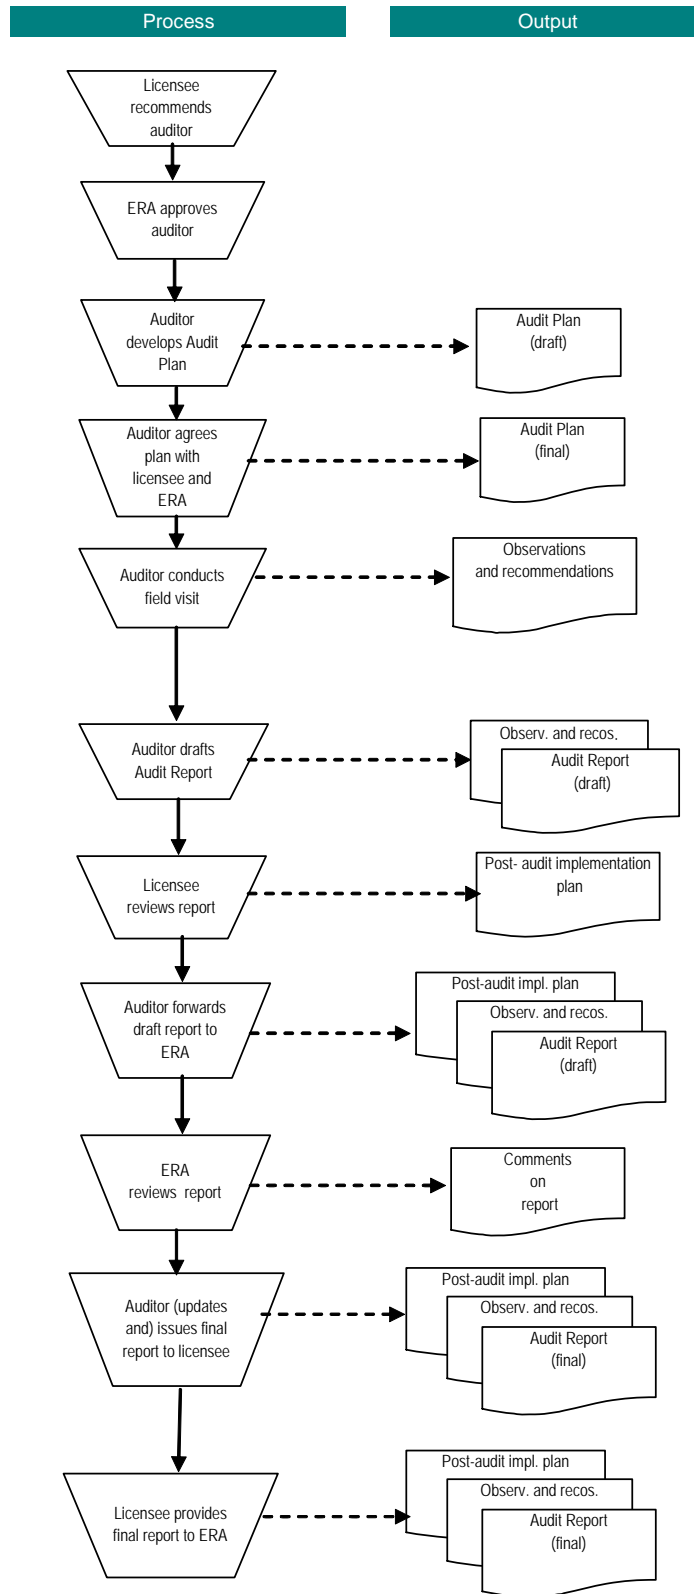 Process
Output
Licensee
recommends
auditor
ERA approves
auditor
Auditor
develops Audit
Plan
Audit Plan
(draft)
Auditor agrees
plan with
licensee and
ERA
Audit Plan
(final)
Auditor conducts
field visit
Observations
and recommendations
Auditor drafts
Audit Report
Observ. and recos.
Audit Report
(draft)
Licensee
reviews report
Post- audit implementation
plan
Auditor forwards
draft report to
ERA
Post-audit impl. plan
Observ. and recos.
Audit Report
(draft)
ERA
reviews report
Comments
on
report
Auditor (updates
and) issues final
report to licensee
Post-audit impl. plan
Observ. and recos.
Audit Report
(final)
Licensee provides
final report to ERA
Post-audit impl. plan
Observ. and recos.
Audit Report
(final)